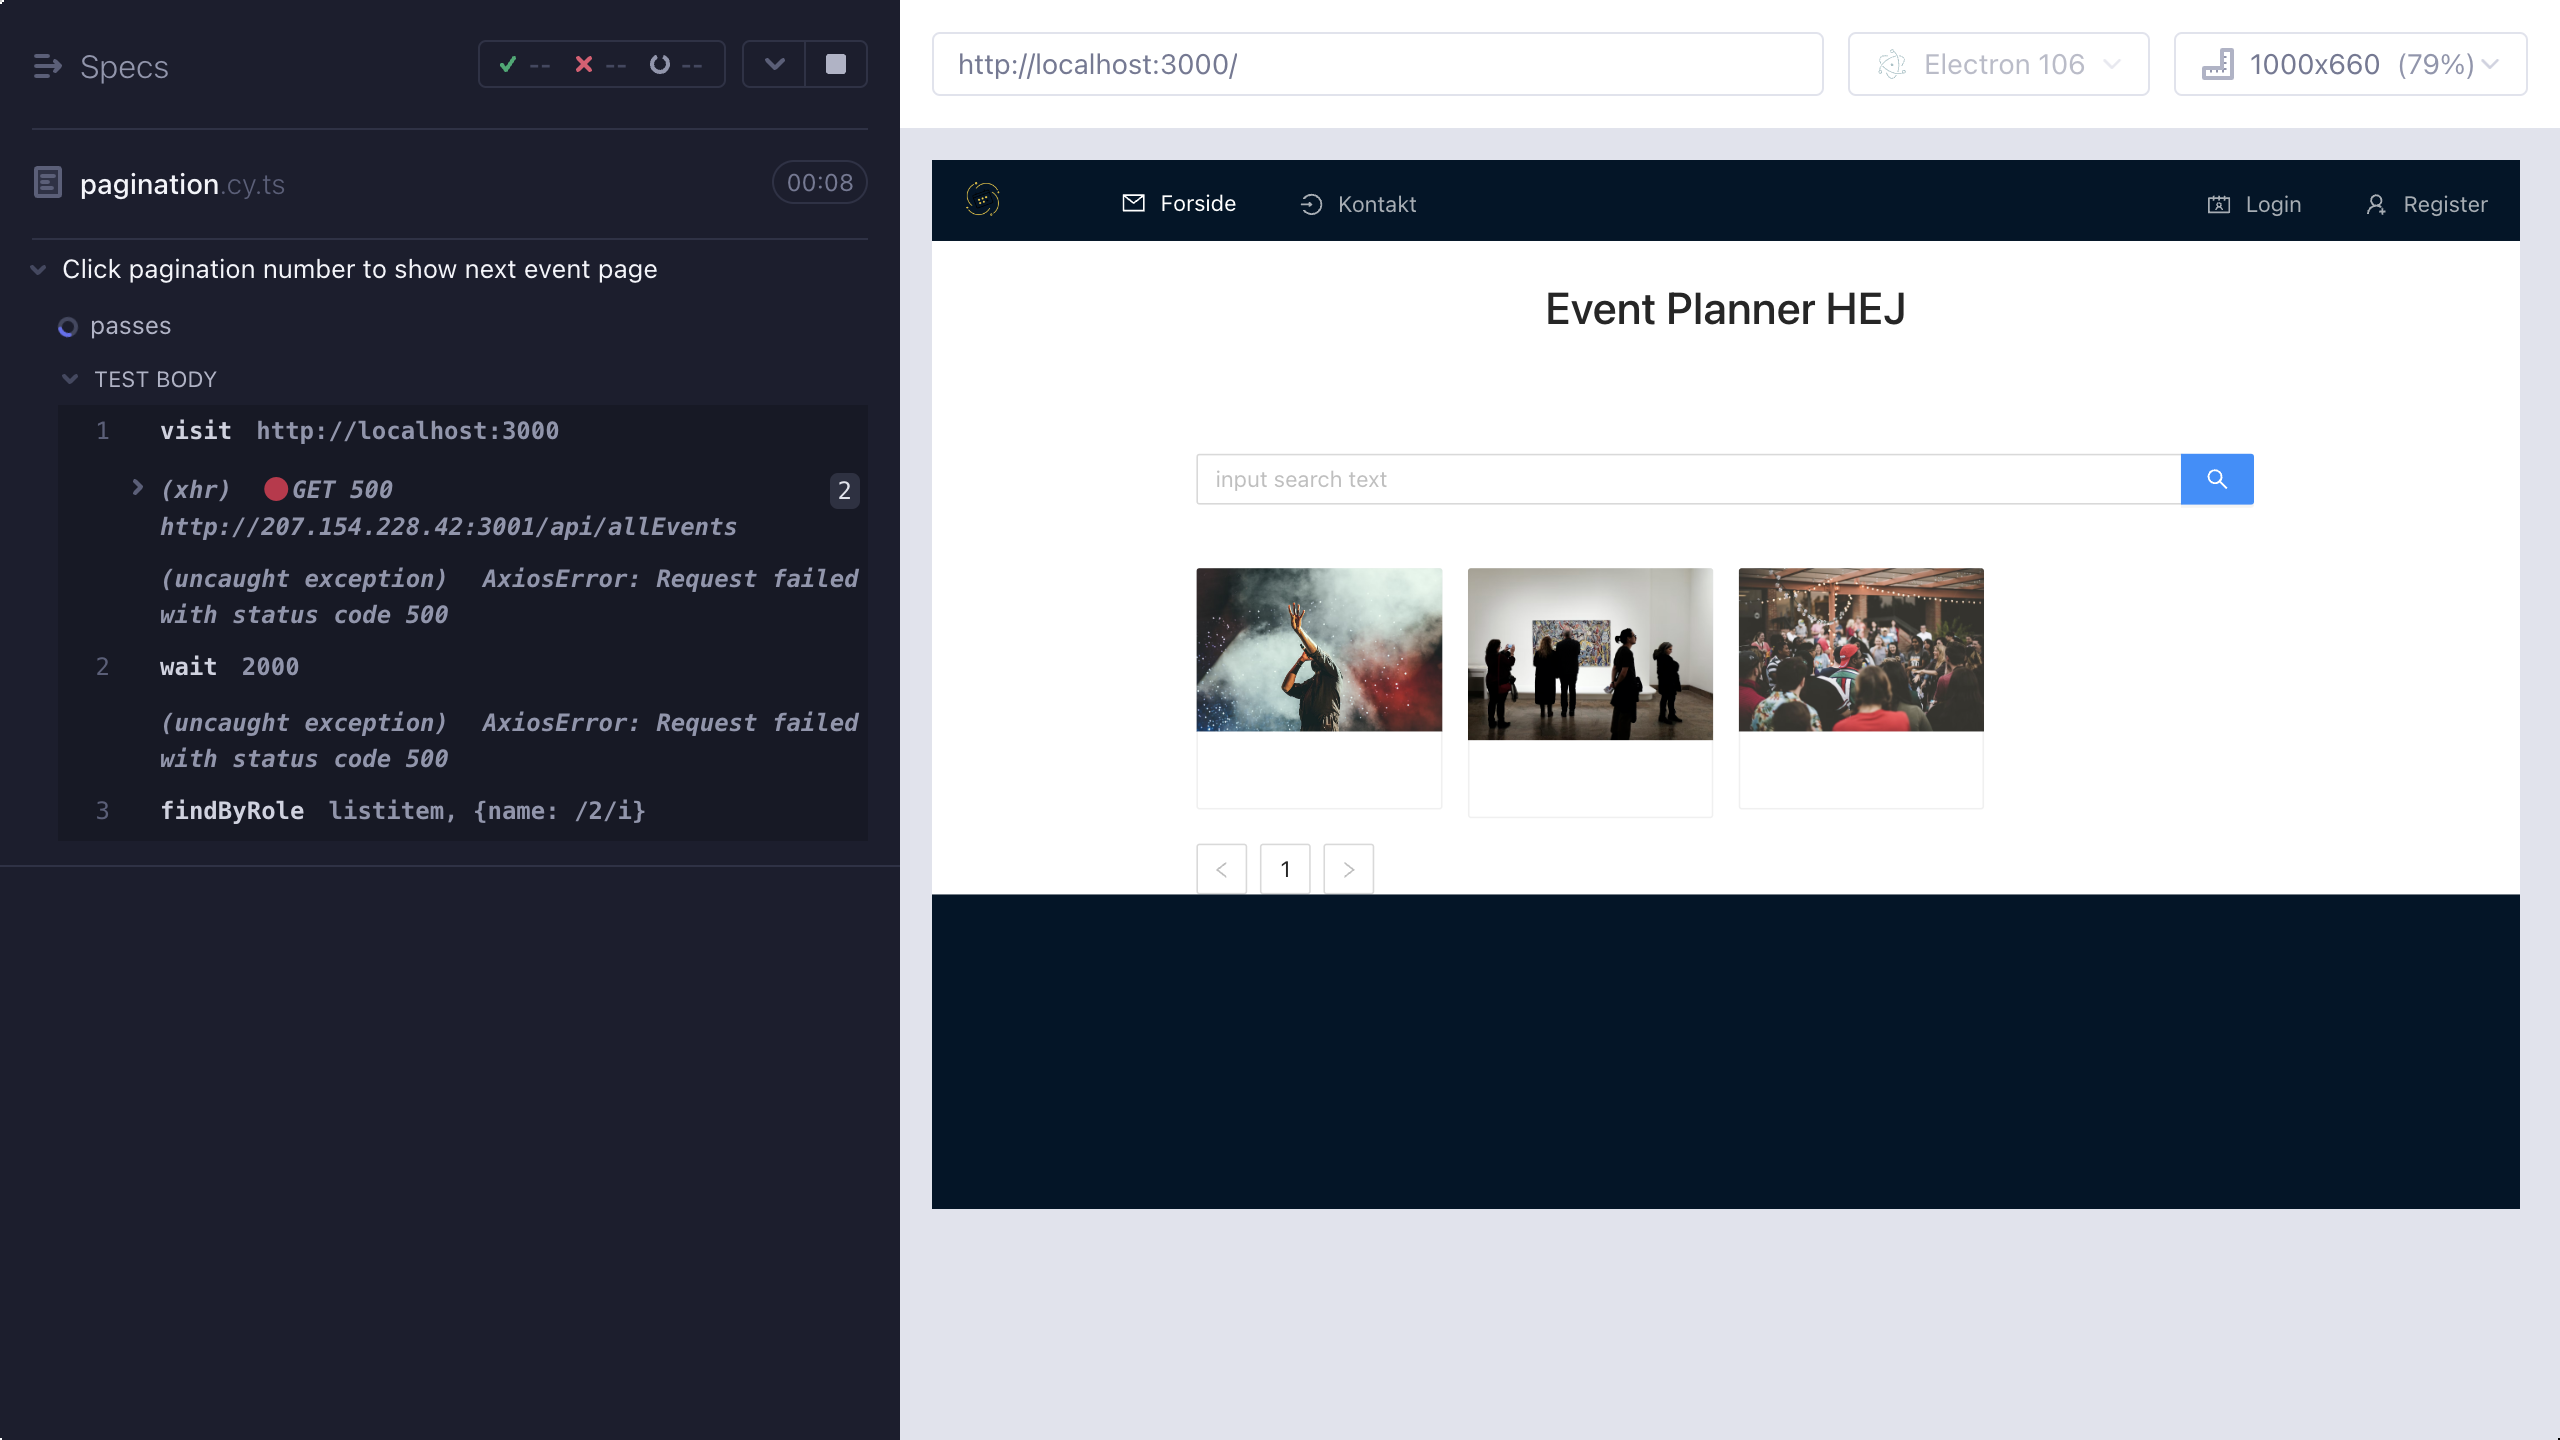 Specs
-- -- --
pagination.cy.ts
00:08
Click pagination number to show next event page
passes
TEST BODY
1 visit http://localhost:3000
(xhr) GET 500 2
http://207.154.228.42:3001/api/allEvents
(uncaught exception) AxiosError: Request failed
with status code 500
2 wait 2000
(uncaught exception) AxiosError: Request failed
with status code 500
3 findByRole listitem, {name: /2/i}
http://localhost:3000/
Electron 106
1000x660 (79%)
Forside
Kontakt
Login
Register
Event Planner HEJ
input search text
< 1 >